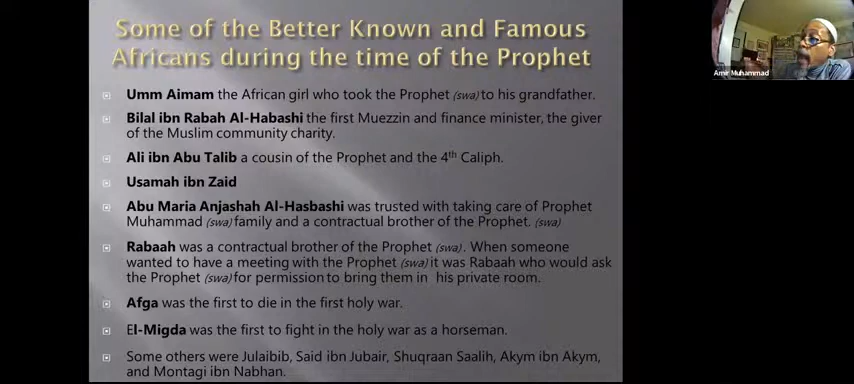 Some of the Better Known and Famous
Africans during the time of the Prophet
Umm Aimam the African girl who took the Prophet (swa) to his grandfather.
Bilal ibn Rabah Al-Habashi the first Muezzin and finance minister, the giver
of the Muslim community charity.
Ali ibn Abu Talib a cousin of the Prophet and the 4th Caliph.
Usamah ibn Zaid
Abu Maria Anjashah Al-Hasbashi was trusted with taking care of Prophet
Muhammad (swa) family and a contractual brother of the Prophet. (swa)
Rabaah was a contractual brother of the Prophet (swa). When someone
wanted to have a meeting with the Prophet (swa) it was Rabaah who would ask
the Prophet (swa) for permission to bring them in his private room.
Afga was the first to die in the first holy war.
El-Migda was the first to fight in the holy war as a horseman.
Some others were Julaibib, Said ibn Jubair, Shuqraan Saalih, Akym ibn Akym,
and Montagi ibn Nabhan.
Amir Muhammad